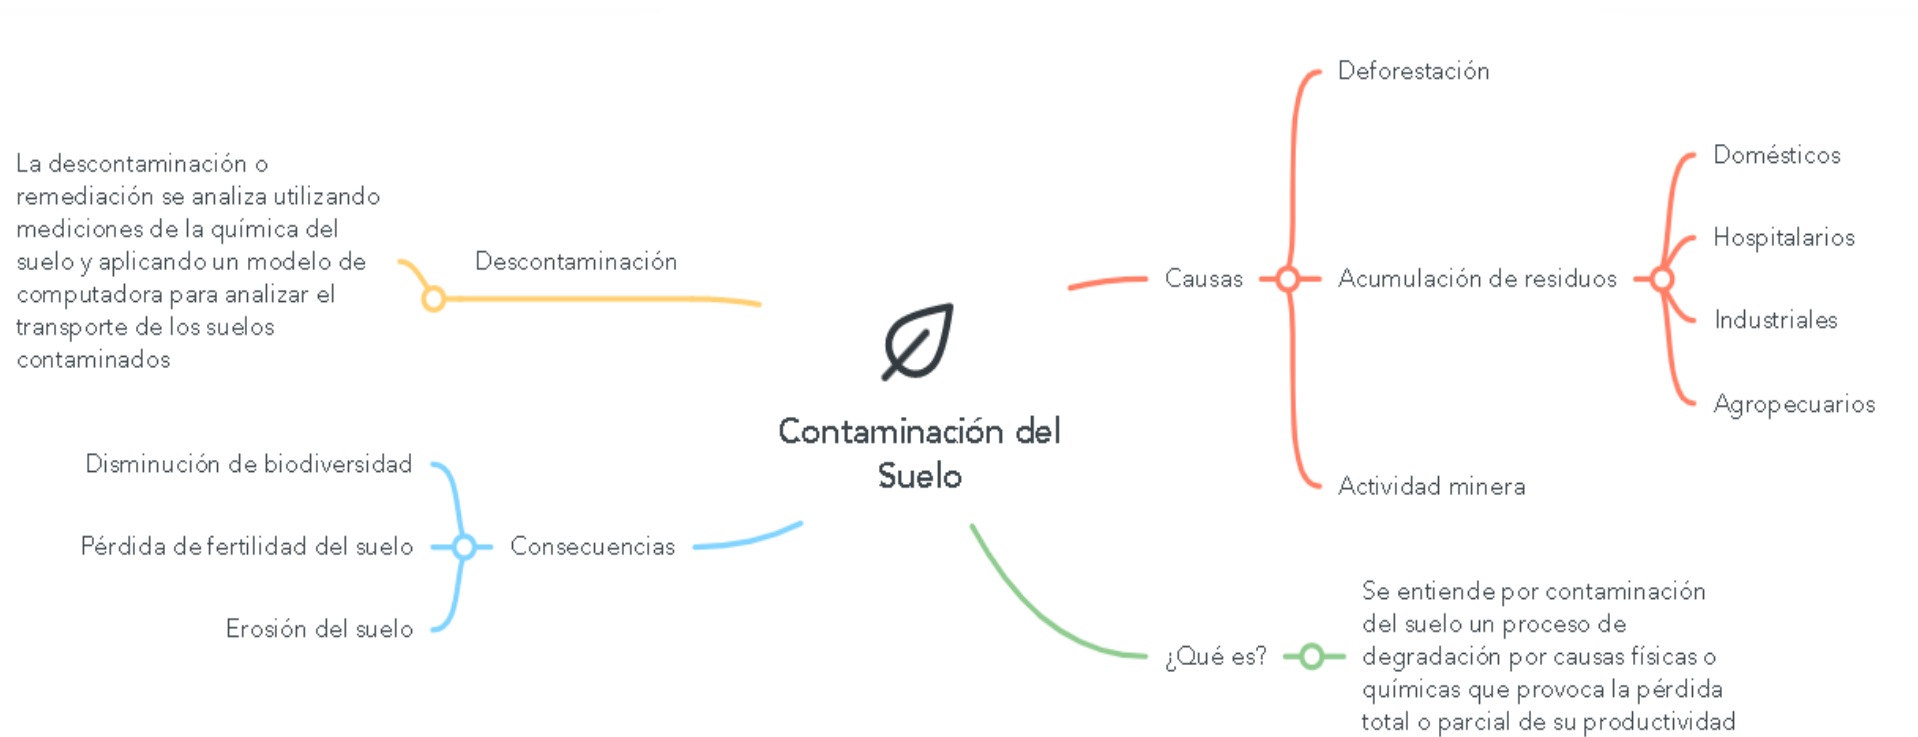 Contaminación del
Suelo
Causas
Deforestación
Acumulación de residuos
Domésticos
Hospitalarios
Industriales
Agropecuarios
Actividad minera
¿Qué es?
Se entiende por contaminación
del suelo un proceso de
degradación por causas físicas o
químicas que provoca la pérdida
total o parcial de su productividad
Consecuencias
Disminución de biodiversidad
Pérdida de fertilidad del suelo
Erosión del suelo
Descontaminación
La descontaminación o
remediación se analiza utilizando
mediciones de la química del
suelo y aplicando un modelo de
computadora para analizar el
transporte de los suelos
contaminados